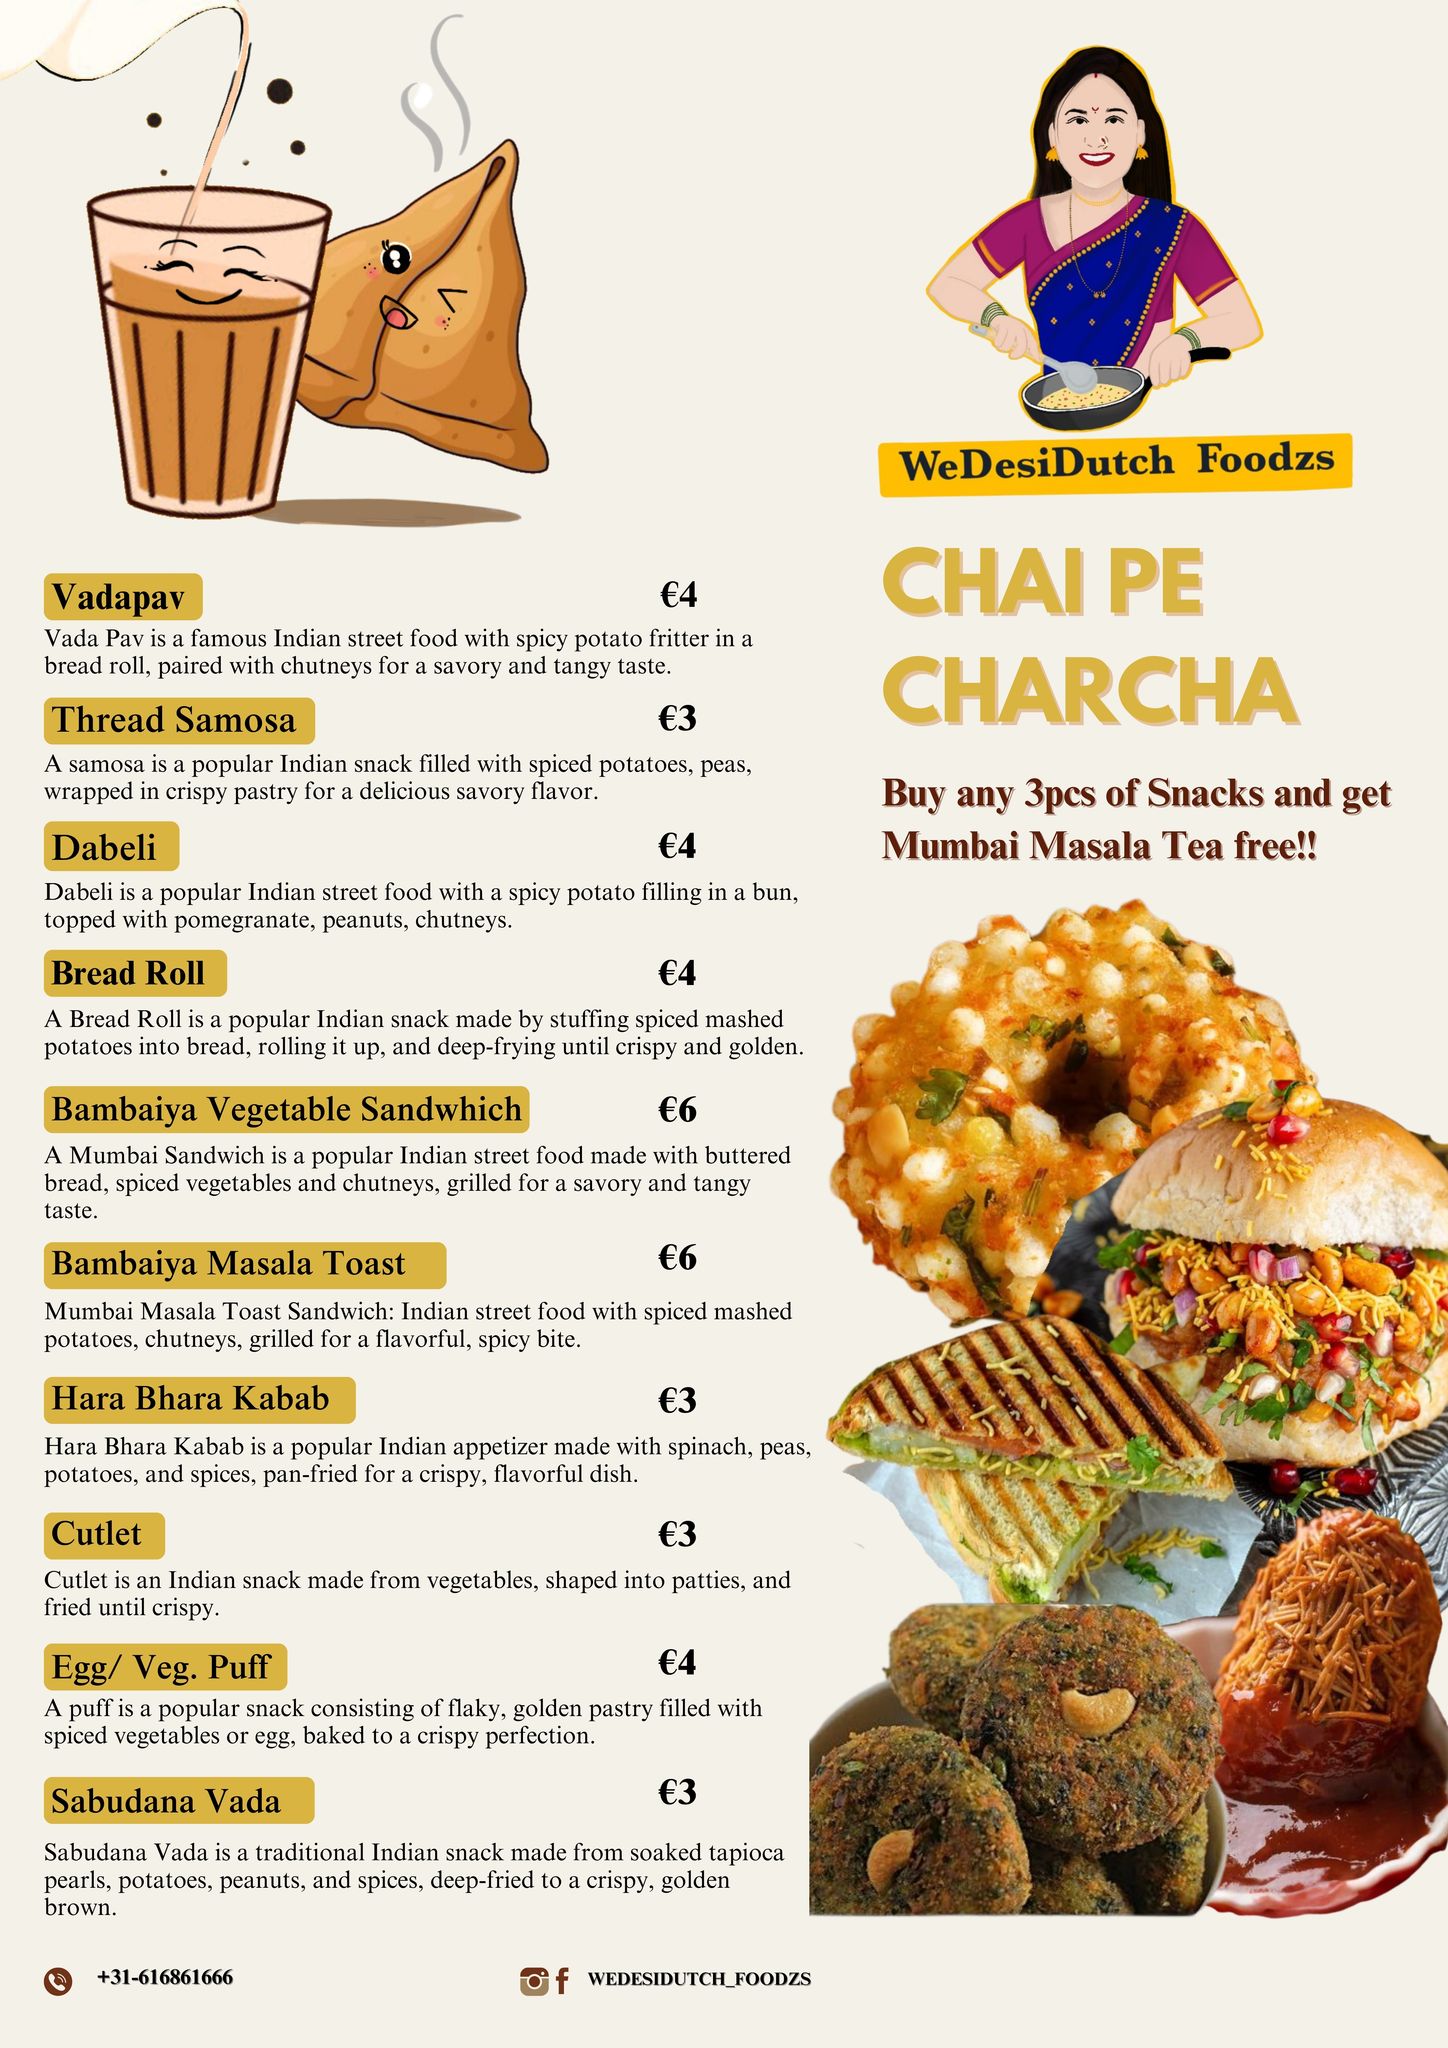 WeDesiDutch Foodzs
CHAI PE
CHARCHA
Buy any 3pcs of Snacks and get
Mumbai Masala Tea free!!
Vadapav €4
Vada Pav is a famous Indian street food with spicy potato fritter in a
bread roll, paired with chutneys for a savory and tangy taste.
Thread Samosa €3
A samosa is a popular Indian snack filled with spiced potatoes, peas,
wrapped in crispy pastry for a delicious savory flavor.
Dabeli €4
Dabeli is a popular Indian street food with a spicy potato filling in a bun,
topped with pomegranate, peanuts, chutneys.
Bread Roll €4
A Bread Roll is a popular Indian snack made by stuffing spiced mashed
potatoes into bread, rolling it up, and deep-frying until crispy and golden.
Bambaiya Vegetable Sandwhich €6
A Mumbai Sandwich is a popular Indian street food made with buttered
bread, spiced vegetables and chutneys, grilled for a savory and tangy
taste.
Bambaiya Masala Toast €6
Mumbai Masala Toast Sandwich: Indian street food with spiced mashed
potatoes, chutneys, grilled for a flavorful, spicy bite.
Hara Bhara Kabab €3
Hara Bhara Kabab is a popular Indian appetizer made with spinach, peas,
potatoes, and spices, pan-fried for a crispy, flavorful dish.
Cutlet €3
Cutlet is an Indian snack made from vegetables, shaped into patties, and
fried until crispy.
Egg/ Veg. Puff €4
A puff is a popular snack consisting of flaky, golden pastry filled with
spiced vegetables or egg, baked to a crispy perfection.
Sabudana Vada €3
Sabudana Vada is a traditional Indian snack made from soaked tapioca
pearls, potatoes, peanuts, and spices, deep-fried to a crispy, golden
brown.
+31-616861666
WEDESIDUTCH_FOODZS